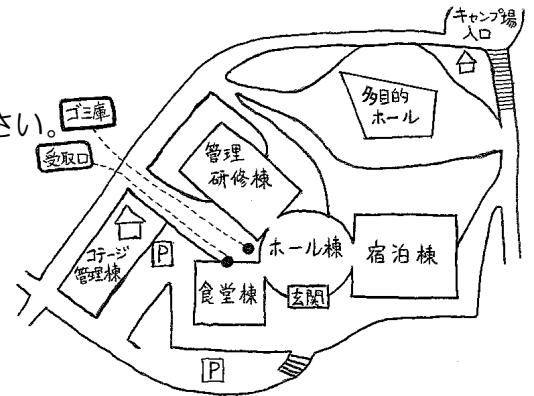 キャンプ場
入口
多目的
ホール
さい。
ゴミ庫
受取口
管理
研修棟
ホール棟
宿泊棟
コテージ
管理棟
P
食堂棟
玄関
P